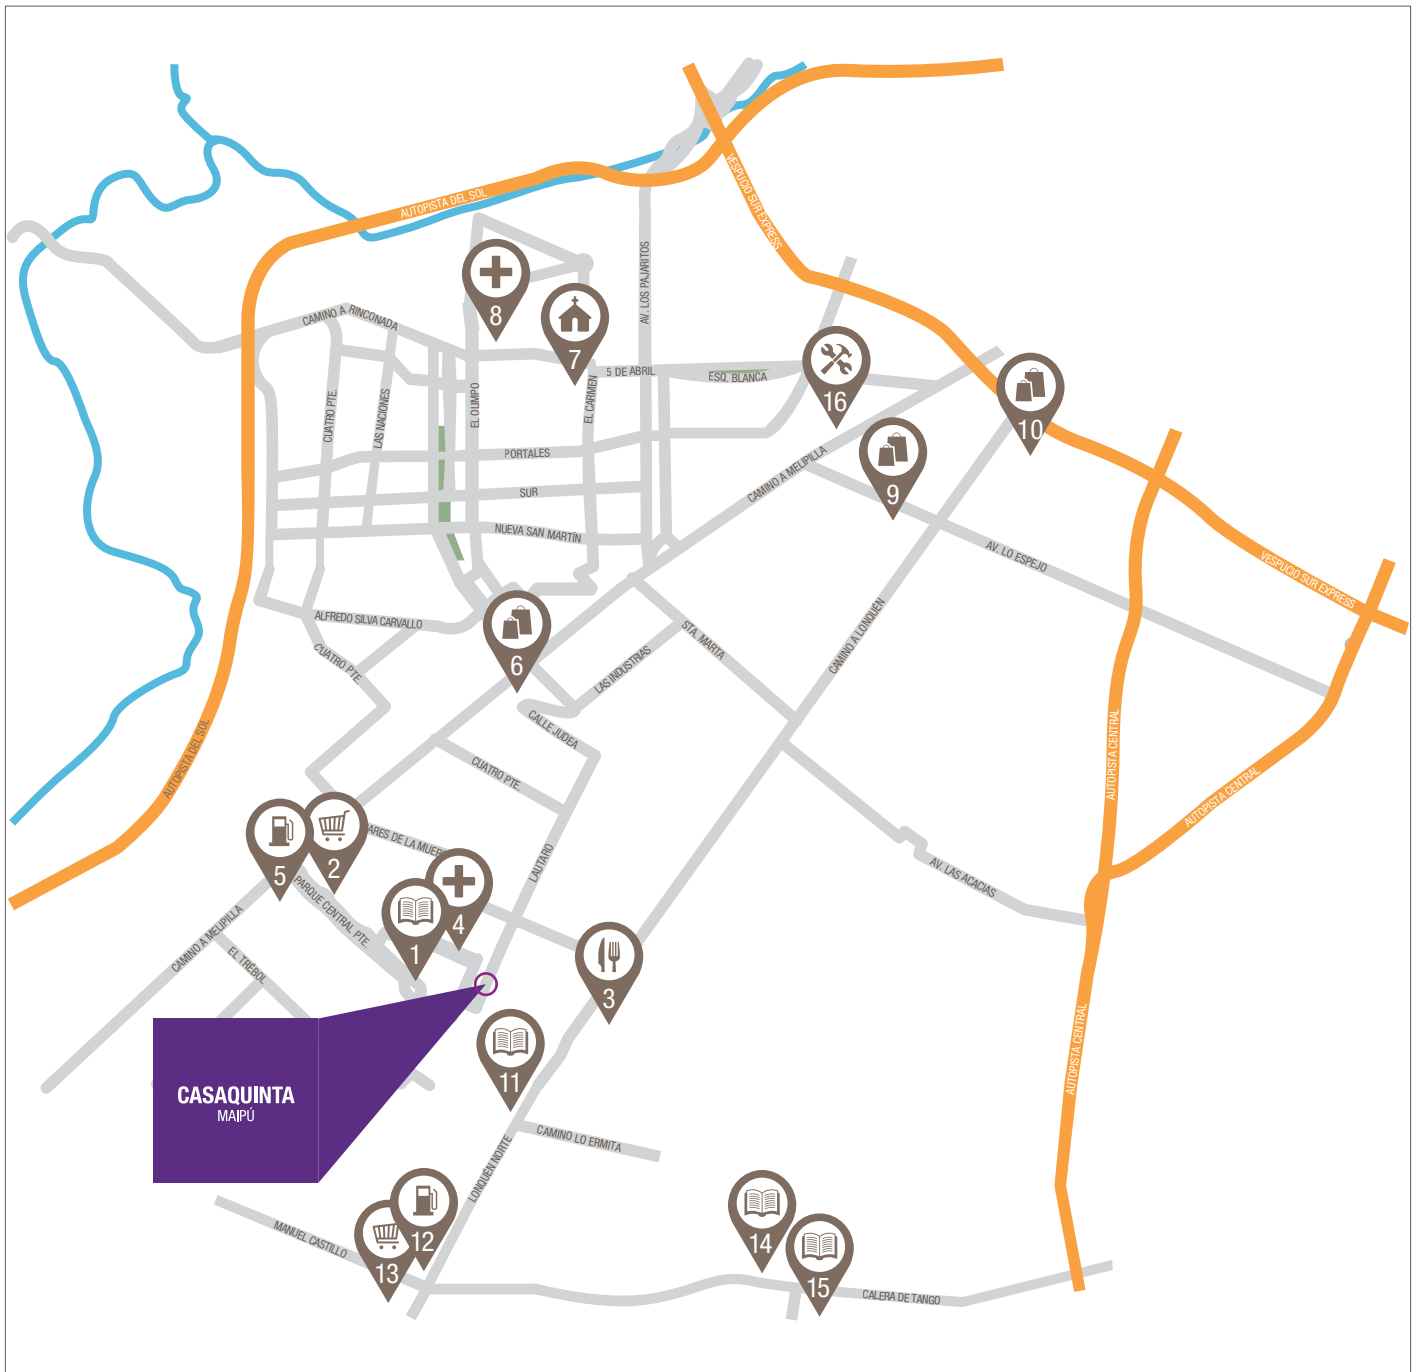 AUTOPISTA DEL SOL
VESPUCIO SUR EXPRESS
AV. LOS PAJARITOS
8
7
CAMINO A RINCONADA
5 DE ABRIL
ESQ. BLANCA
16
10
CUATRO PTE.
LAS NACIONES
EL OLIMPO
EL CARMEN
PORTALES
SUR
NUEVA SAN MARTÍN
CAMINO A MELIPILLA
9
AV. LO ESPEJO
VESPUCIO SUR EXPRESS
ALFREDO SILVA CARVALLO
CUATRO PTE.
6
LAS INDUSTRIAS
STA. MARTA
CAMINO A LONQUEN
CALLE JUDEA
CUATRO PTE.
AUTOPISTA DEL SOL
AUTOPISTA CENTRAL
AUTOPISTA CENTRAL
5
2
ARES DE LA MUER
LAUTARO
AV. LAS ACACIAS
PARQUE CENTRAL PTE.
1
4
CAMINO A MELIPILLA
EL TRÉBOL
3
AUTOPISTA CENTRAL
11
CASAQUINTA
MAIPÚ
CAMINO LO ERMITA
LONQUÉN NORTE
MANUEL CASTILLO
12
13
14
15
CALERA DE TANGO